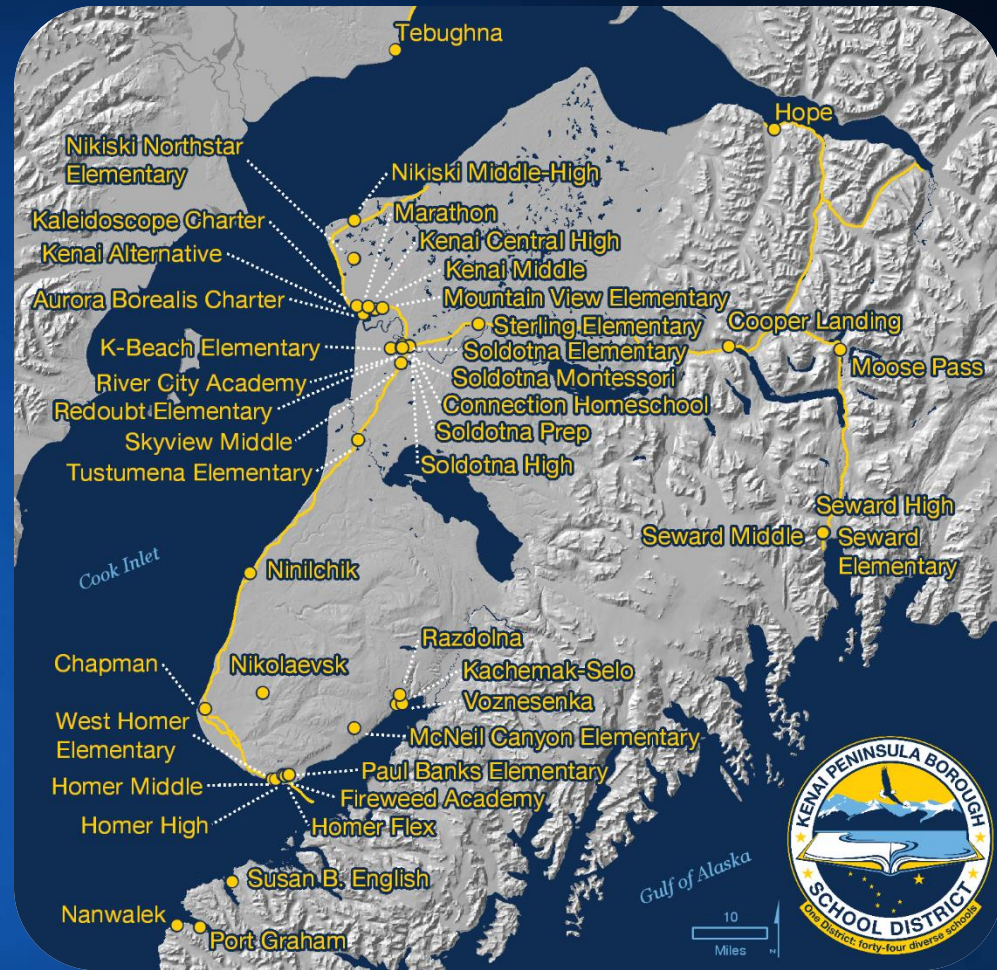 Tebughna
Hope
Nikiski Northstar
Elementary
Nikiski Middle-High
Kaleidoscope Charter
Marathon
Kenai Alternative
Kenai Central High
Kenai Middle
Aurora Borealis Charter
Mountain View Elementary
Sterling Elementary
Cooper Landing
K-Beach Elementary
Soldotna Elementary
Moose Pass
River City Academy
Soldotna Montessori
Redoubt Elementary
Connection Homeschool
Skyview Middle
Soldotna Prep
Tustumena Elementary
Soldotna High
Seward High
Seward Middle
Seward
Elementary
Cook Inlet
Ninilchik
Razdolna
Chapman
Nikolaevsk
Kachemak-Selo
Voznesenka
West Homer
Elementary
McNeil Canyon Elementary
Homer Middle
Paul Banks Elementary
Fireweed Academy
Homer High
Homer Flex
Susan B. English
Gulf of Alaska
Nanwalek
Port Graham
10
Miles
N
KENAI PENINSULA BOROUGH
SCHOOL DISTRICT
One District: forty-four diverse schools